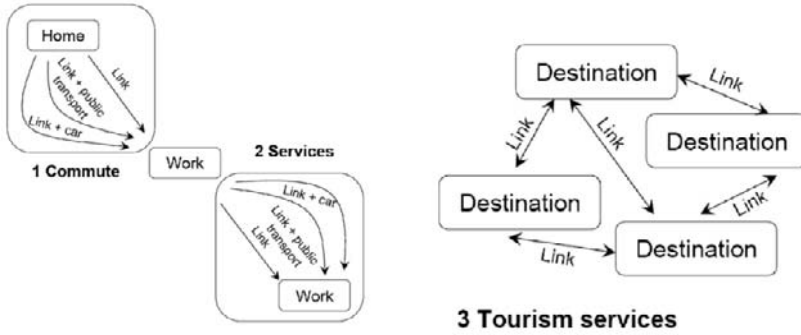 Home
Link
Link + public
transport
Link + car
1 Commute
Work
2 Services
Link + car
Link + public
transport
Link
Work
Destination
Link
Destination
Link
Link
Destination
Link
Destination
Link
3 Tourism services